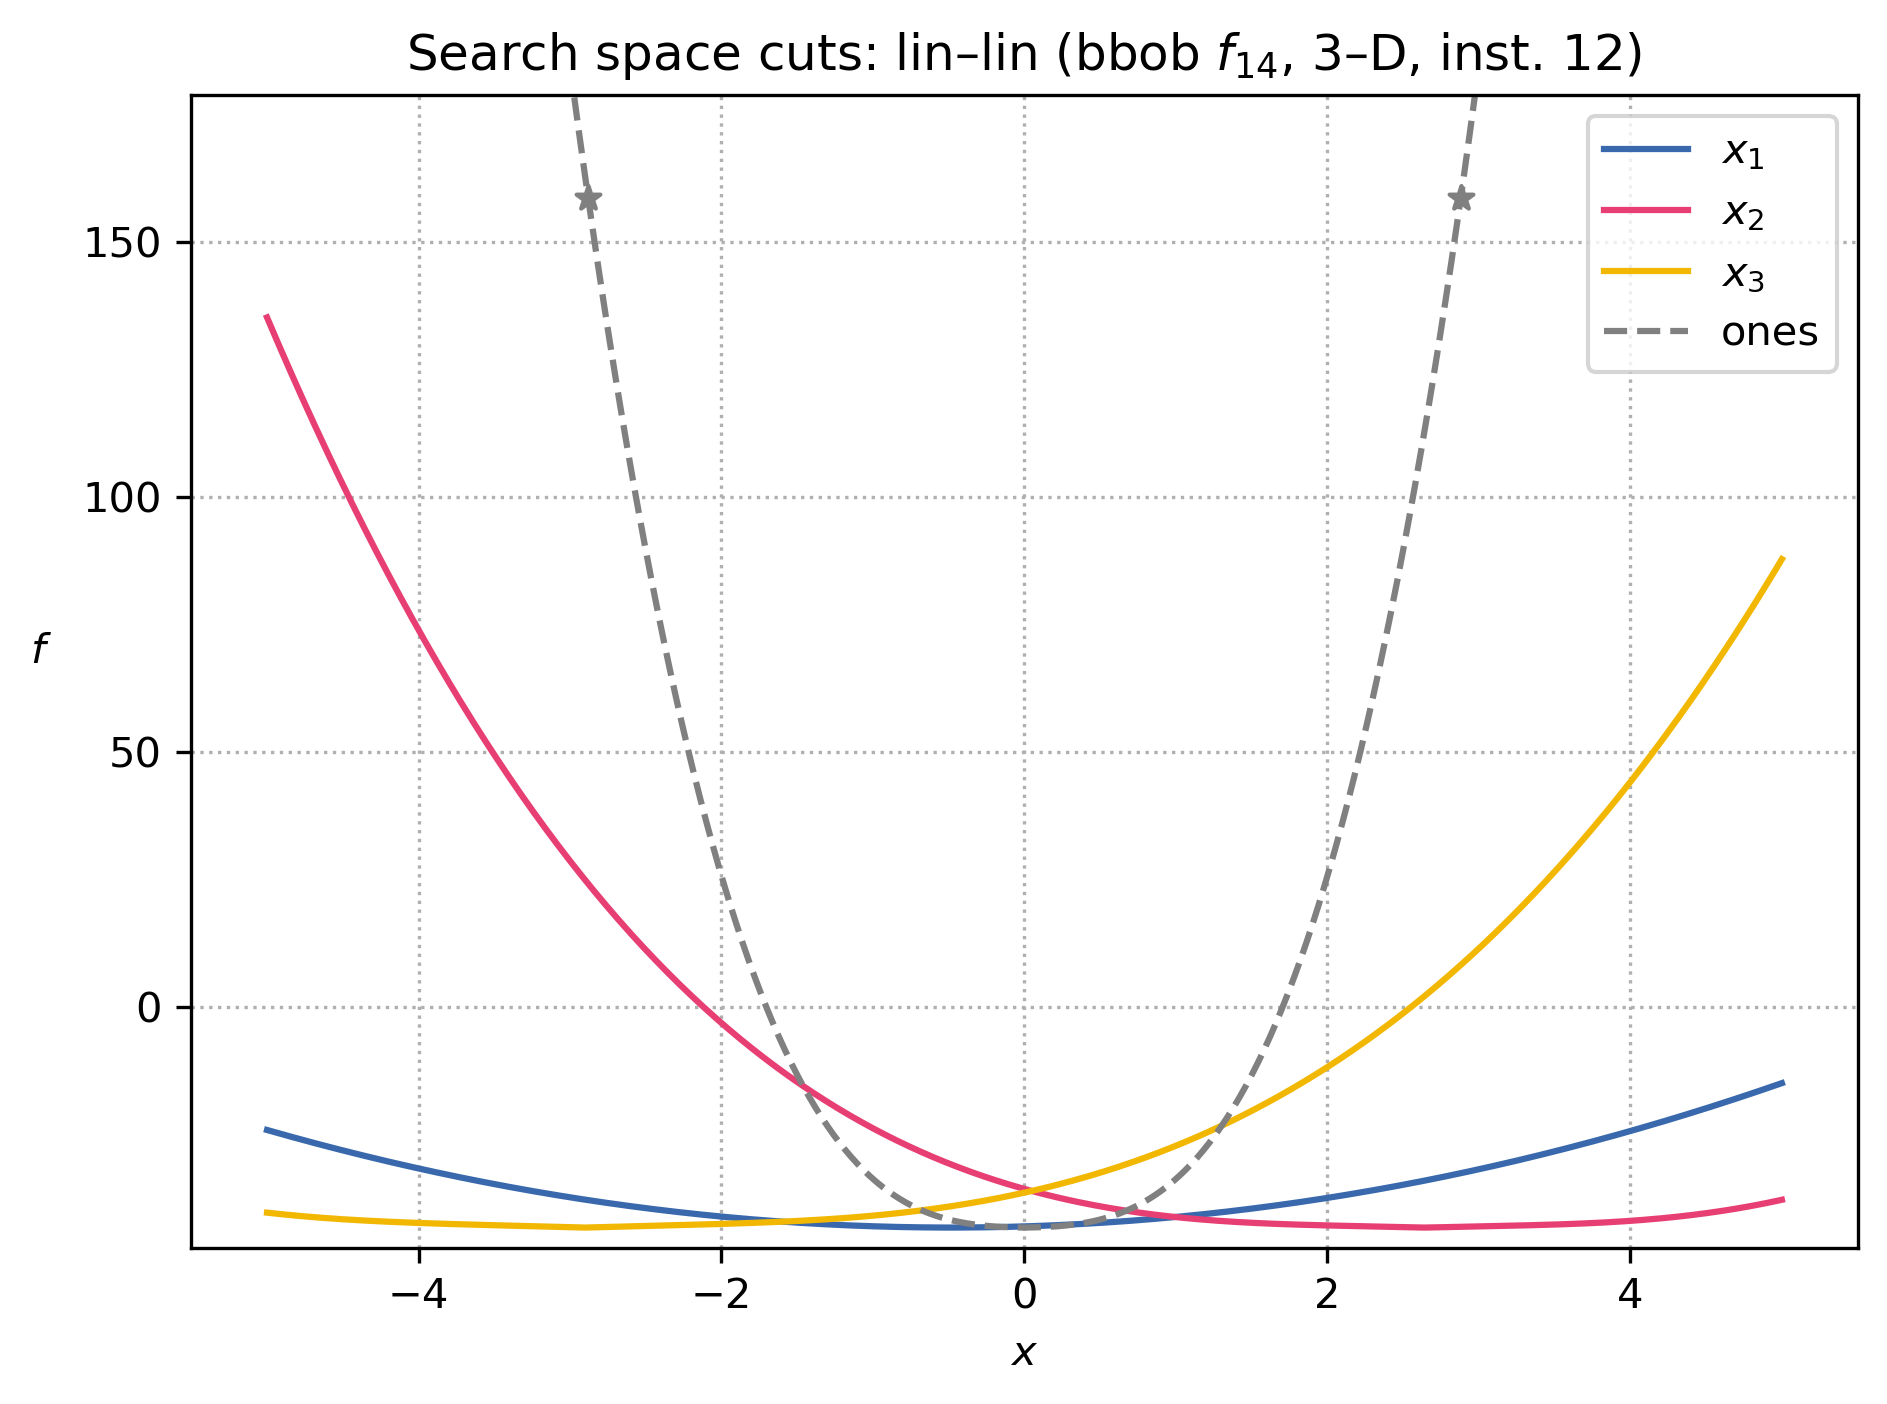 Search space cuts: lin–lin (bbob f₁₄, 3–D, inst. 12)
x₁
x₂
x₃
ones
150
100
50
0
f
−4 −2 0 2 4
x